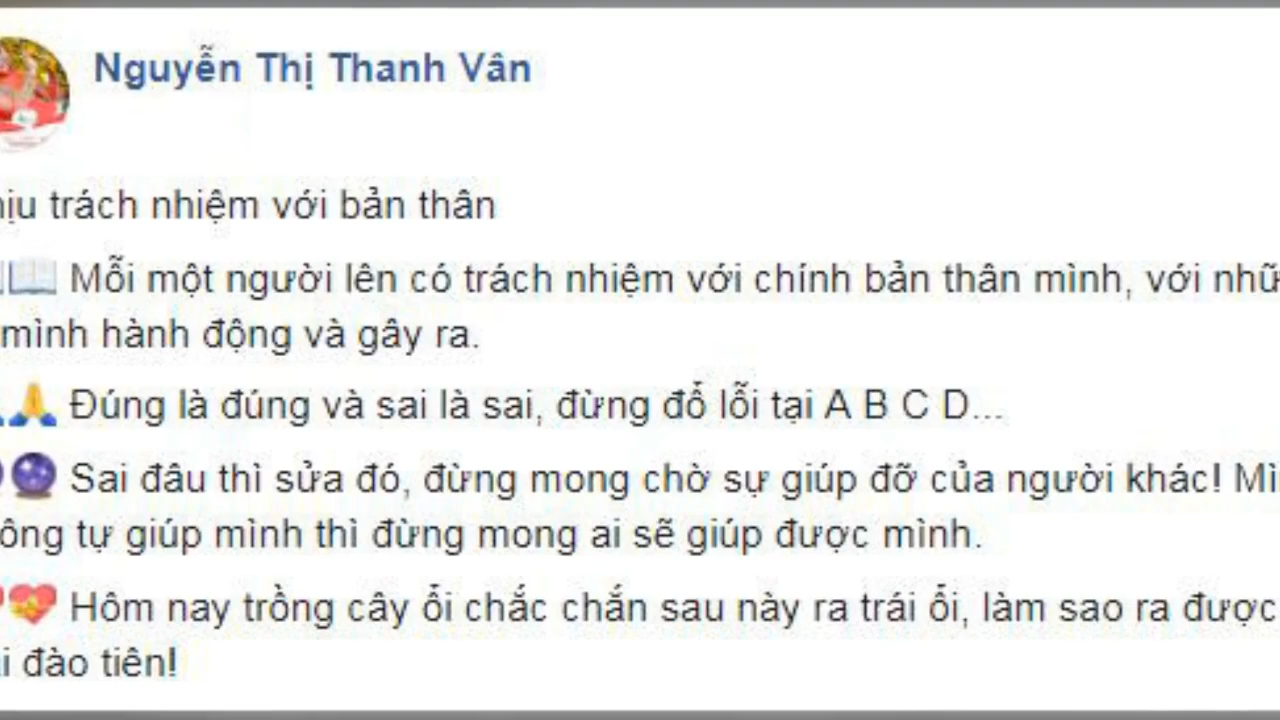 Nguyễn Thị Thanh Vân
hịu trách nhiệm với bản thân
Mỗi một người lên có trách nhiệm với chính bản thân mình, với nhữ
mình hành động và gây ra.
Đúng là đúng và sai là sai, đừng đổ lỗi tại A B C D...
Sai đâu thì sửa đó, đừng mong chờ sự giúp đỡ của người khác! Mì
ông tự giúp mình thì đừng mong ai sẽ giúp được mình.
Hôm nay trồng cây ổi chắc chắn sau này ra trái ổi, làm sao ra được
i đào tiên!